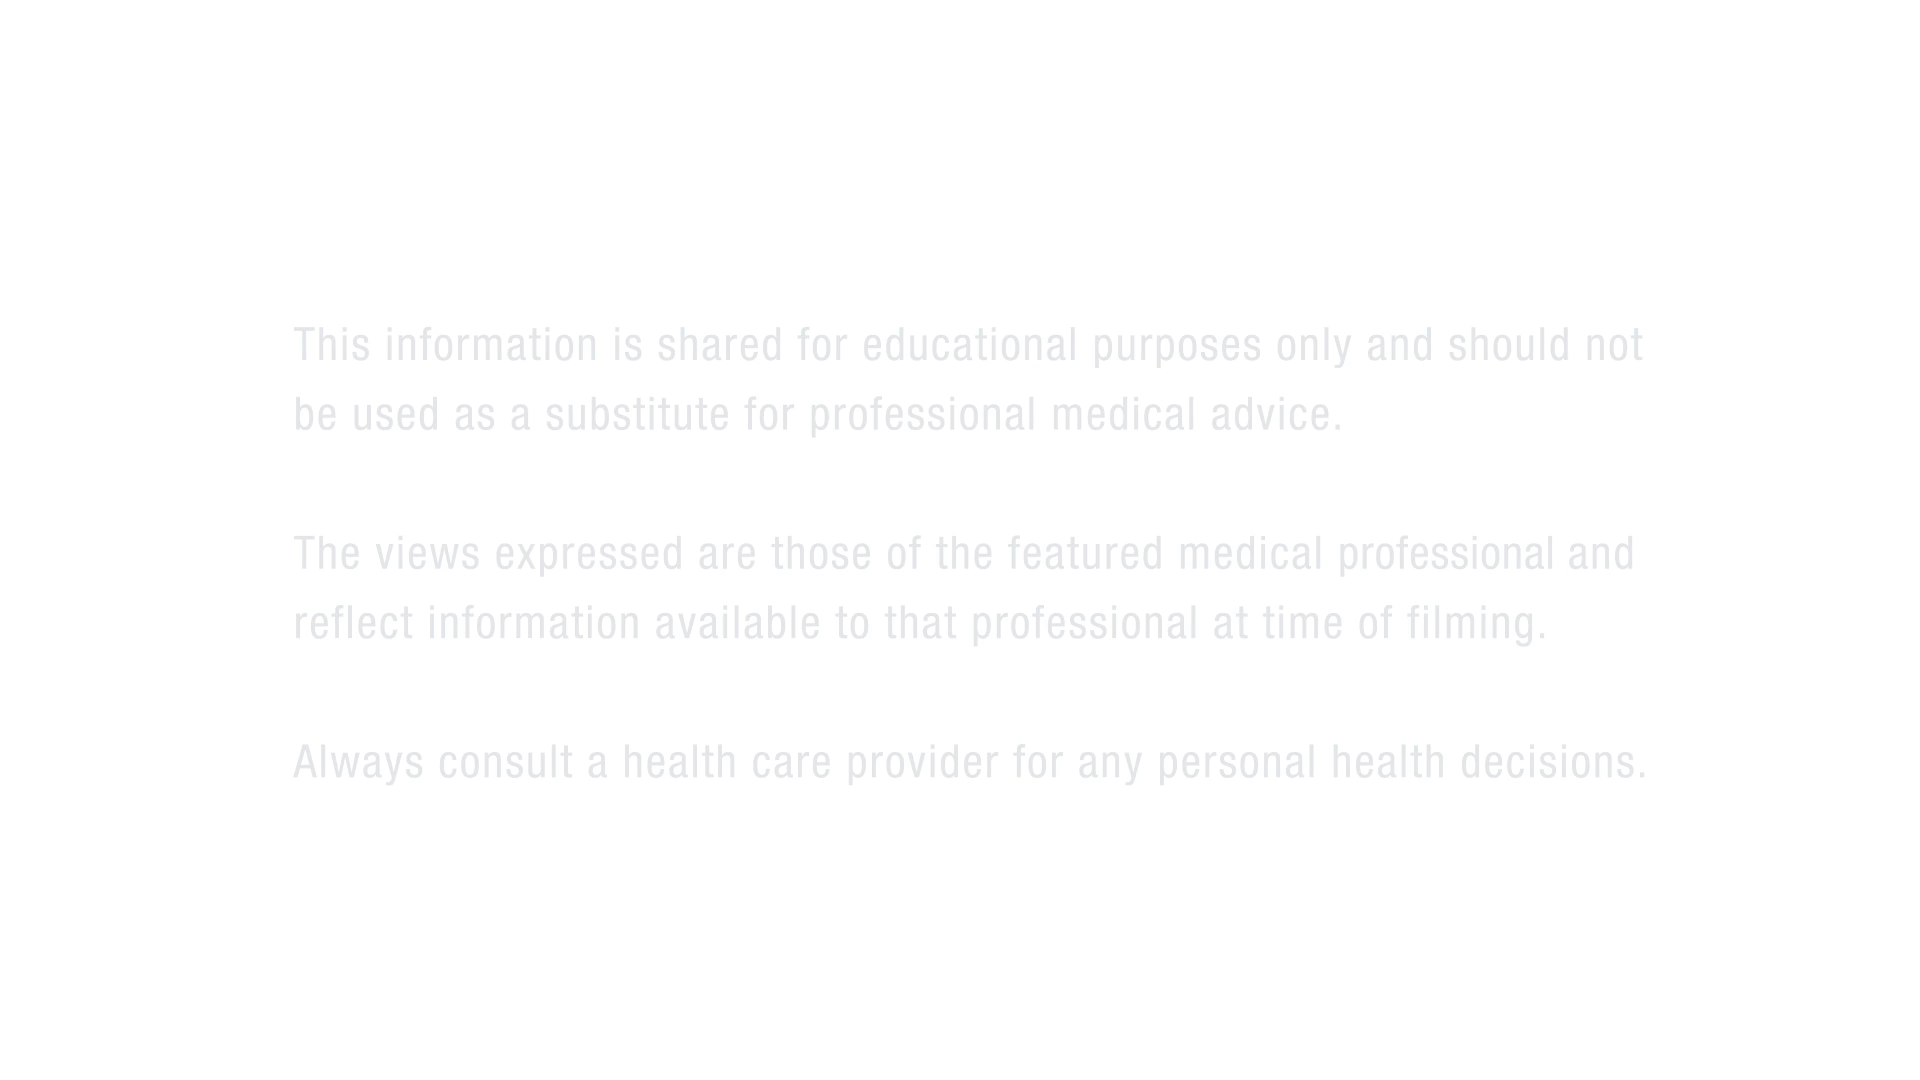 This information is shared for educational purposes only and should not
be used as a substitute for professional medical advice.
The views expressed are those of the featured medical professional and
reflect information available to that professional at time of filming.
Always consult a health care provider for any personal health decisions.